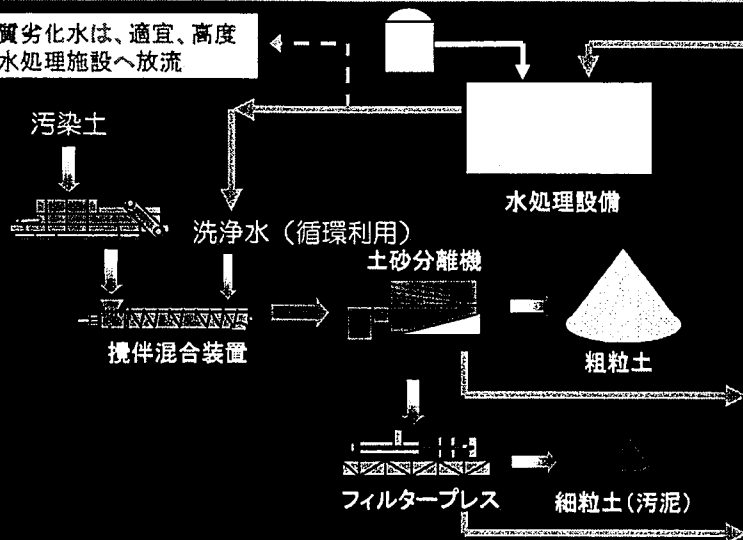 質劣化水は、適宜、高度
水処理施設へ放流
汚染土
水処理設備
洗浄水（循環利用）
土砂分離機
攪伴混合装置
粗粒土
フィルタープレス
細粒土（汚泥）